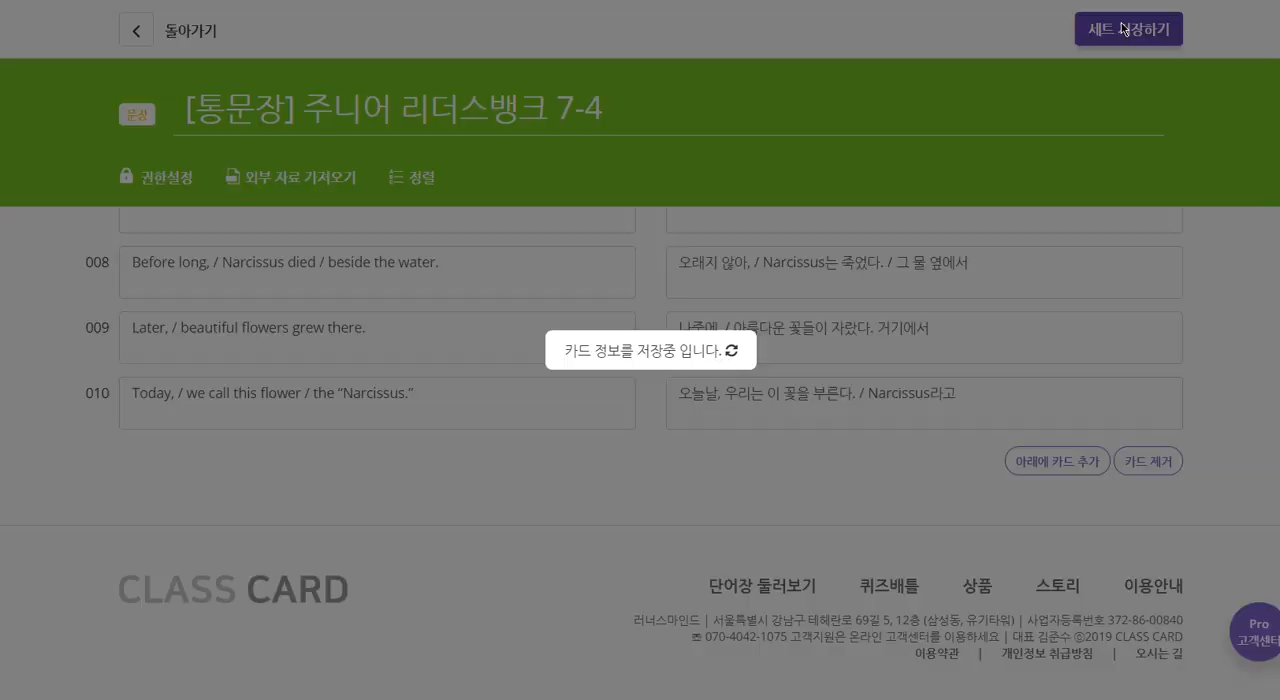 돌아가기
세트 저장하기
문장
[통문장] 주니어 리더스뱅크 7-4
권한설정
외부 자료 가져오기
정렬
008
Before long, / Narcissus died / beside the water.
오래지 않아, / Narcissus는 죽었다. / 그 물 옆에서
009
Later, / beautiful flowers grew there.
나중에, / 아름다운 꽃들이 자랐다. 거기에서
카드 정보를 저장중 입니다.
010
Today, / we call this flower / the “Narcissus.”
오늘날, 우리는 이 꽃을 부른다. / Narcissus라고
아래에 카드 추가
카드 제거
CLASS CARD
단어장 둘러보기
퀴즈배틀
상품
스토리
이용안내
러너스마인드 | 서울특별시 강남구 테헤란로 69길 5, 12층 (삼성동, 유기타워) | 사업자등록번호 372-86-00840
☏ 070-4042-1075 고객지원은 온라인 고객센터를 이용하세요 | 대표 김준수 ⓒ2019 CLASS CARD
이용약관 | 개인정보 취급방침 | 오시는 길
Pro
고객센터